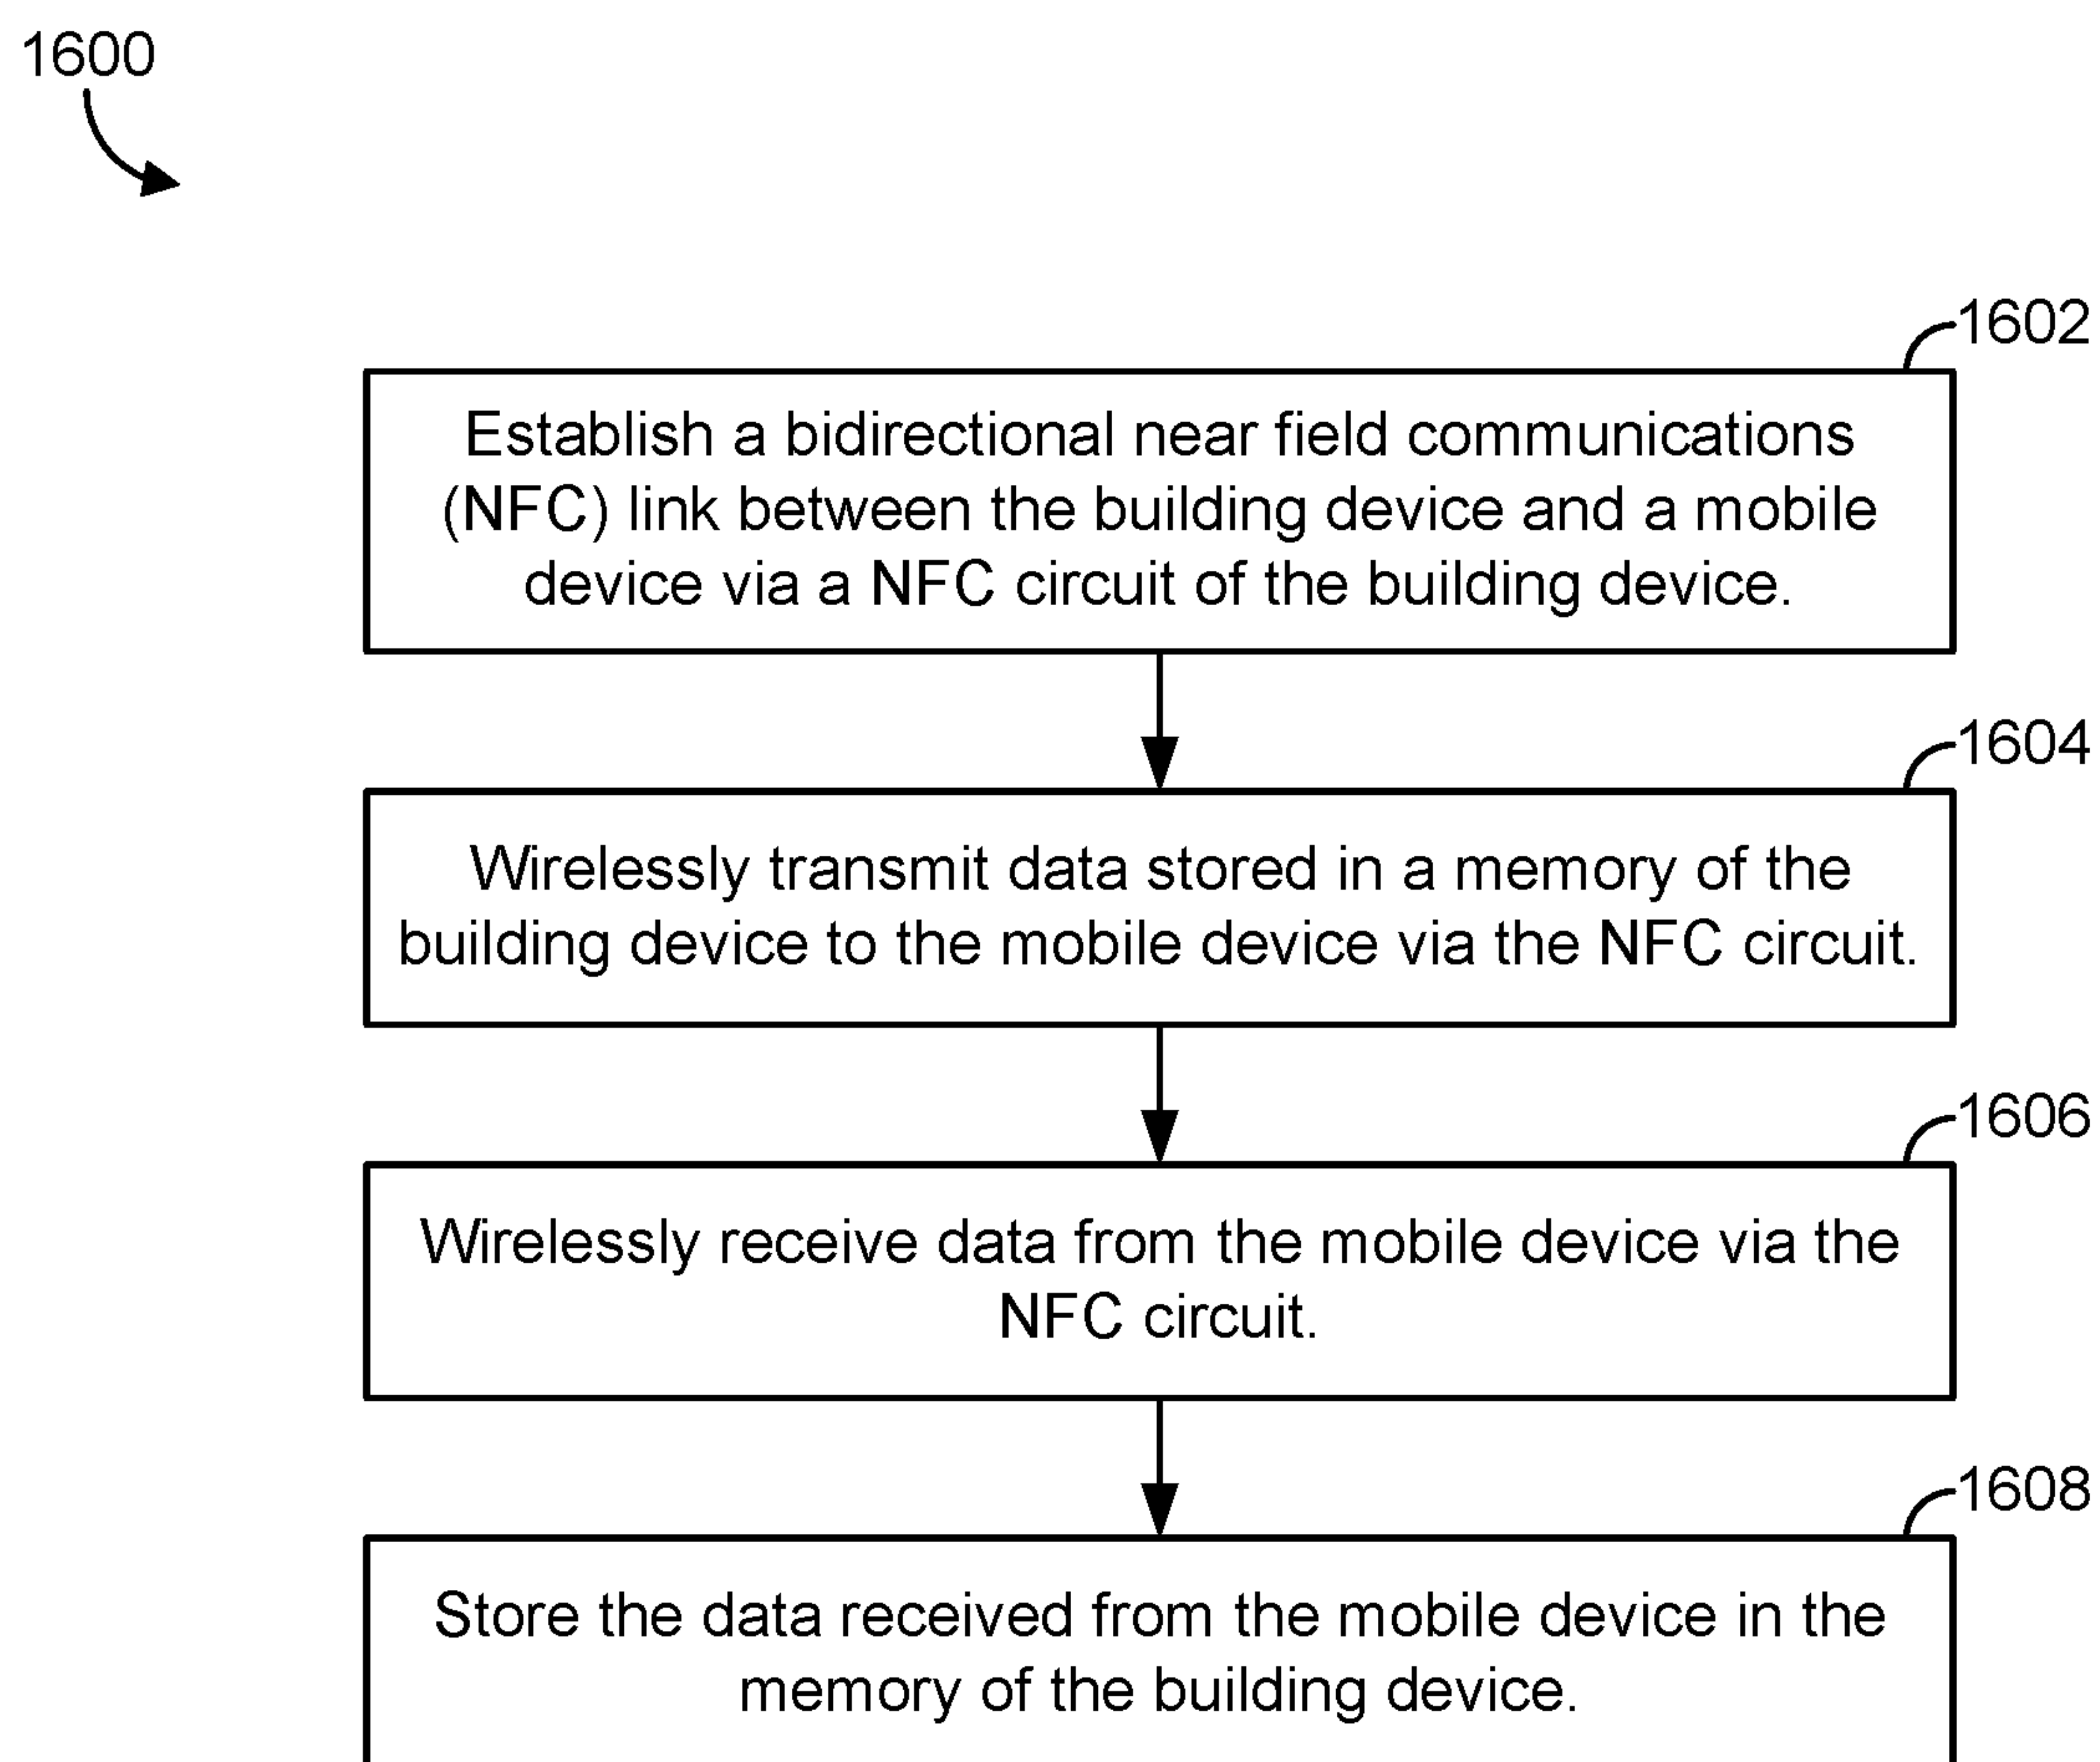 1600
1602
Establish a bidirectional near field communications
(NFC) link between the building device and a mobile
device via a NFC circuit of the building device.
1604
Wirelessly transmit data stored in a memory of the
building device to the mobile device via the NFC circuit.
1606
Wirelessly receive data from the mobile device via the
NFC circuit.
1608
Store the data received from the mobile device in the
memory of the building device.